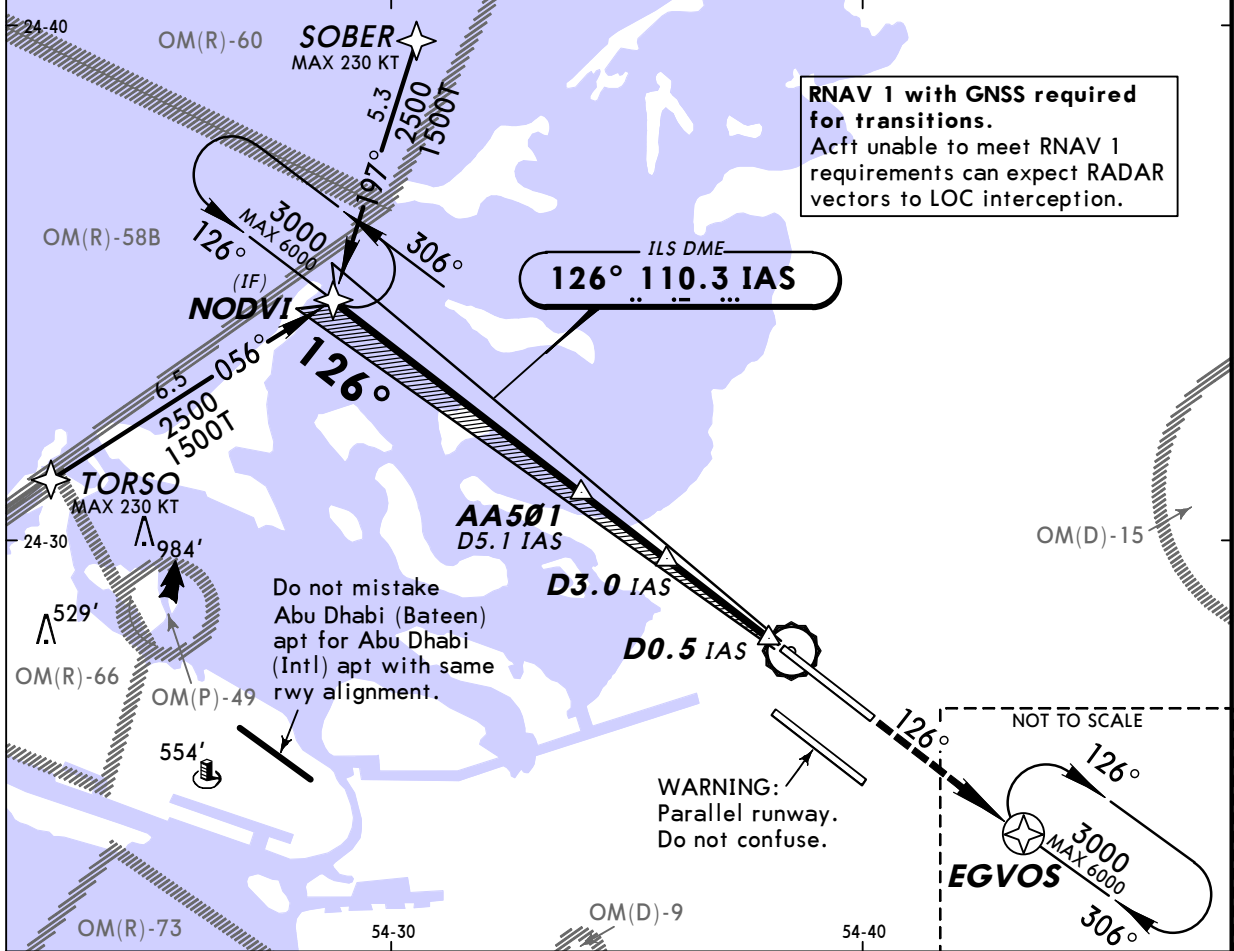 24-40
OM(R)-60
SOBER
MAX 230 KT
5.3
2500
1500T
197°
RNAV 1 with GNSS required
for transitions.
Acft unable to meet RNAV 1
requirements can expect RADAR
vectors to LOC interception.
OM(R)-58B
126°
3000
MAX 6000
306°
ILS DME
126° 110.3 IAS
(IF)
NODVI
126°
056°
6.5
2500
1500T
TORSO
MAX 230 KT
AA5Ø1
D5.1 IAS
OM(D)-15
24-30
984'
D3.0 IAS
529'
Do not mistake
Abu Dhabi (Bateen)
apt for Abu Dhabi
(Intl) apt with same
rwy alignment.
D0.5 IAS
OM(R)-66
OM(P)-49
554'
126°
NOT TO SCALE
126°
WARNING:
Parallel runway.
Do not confuse.
3000
MAX 6000
EGVOS
306°
OM(R)-73
54-30
OM(D)-9
54-40